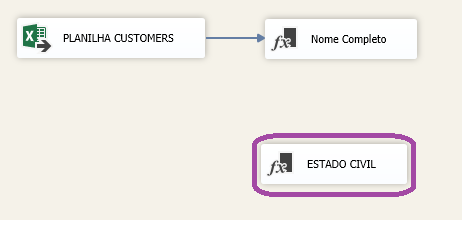 PLANILHA CUSTOMERS
Nome Completo
ESTADO CIVIL